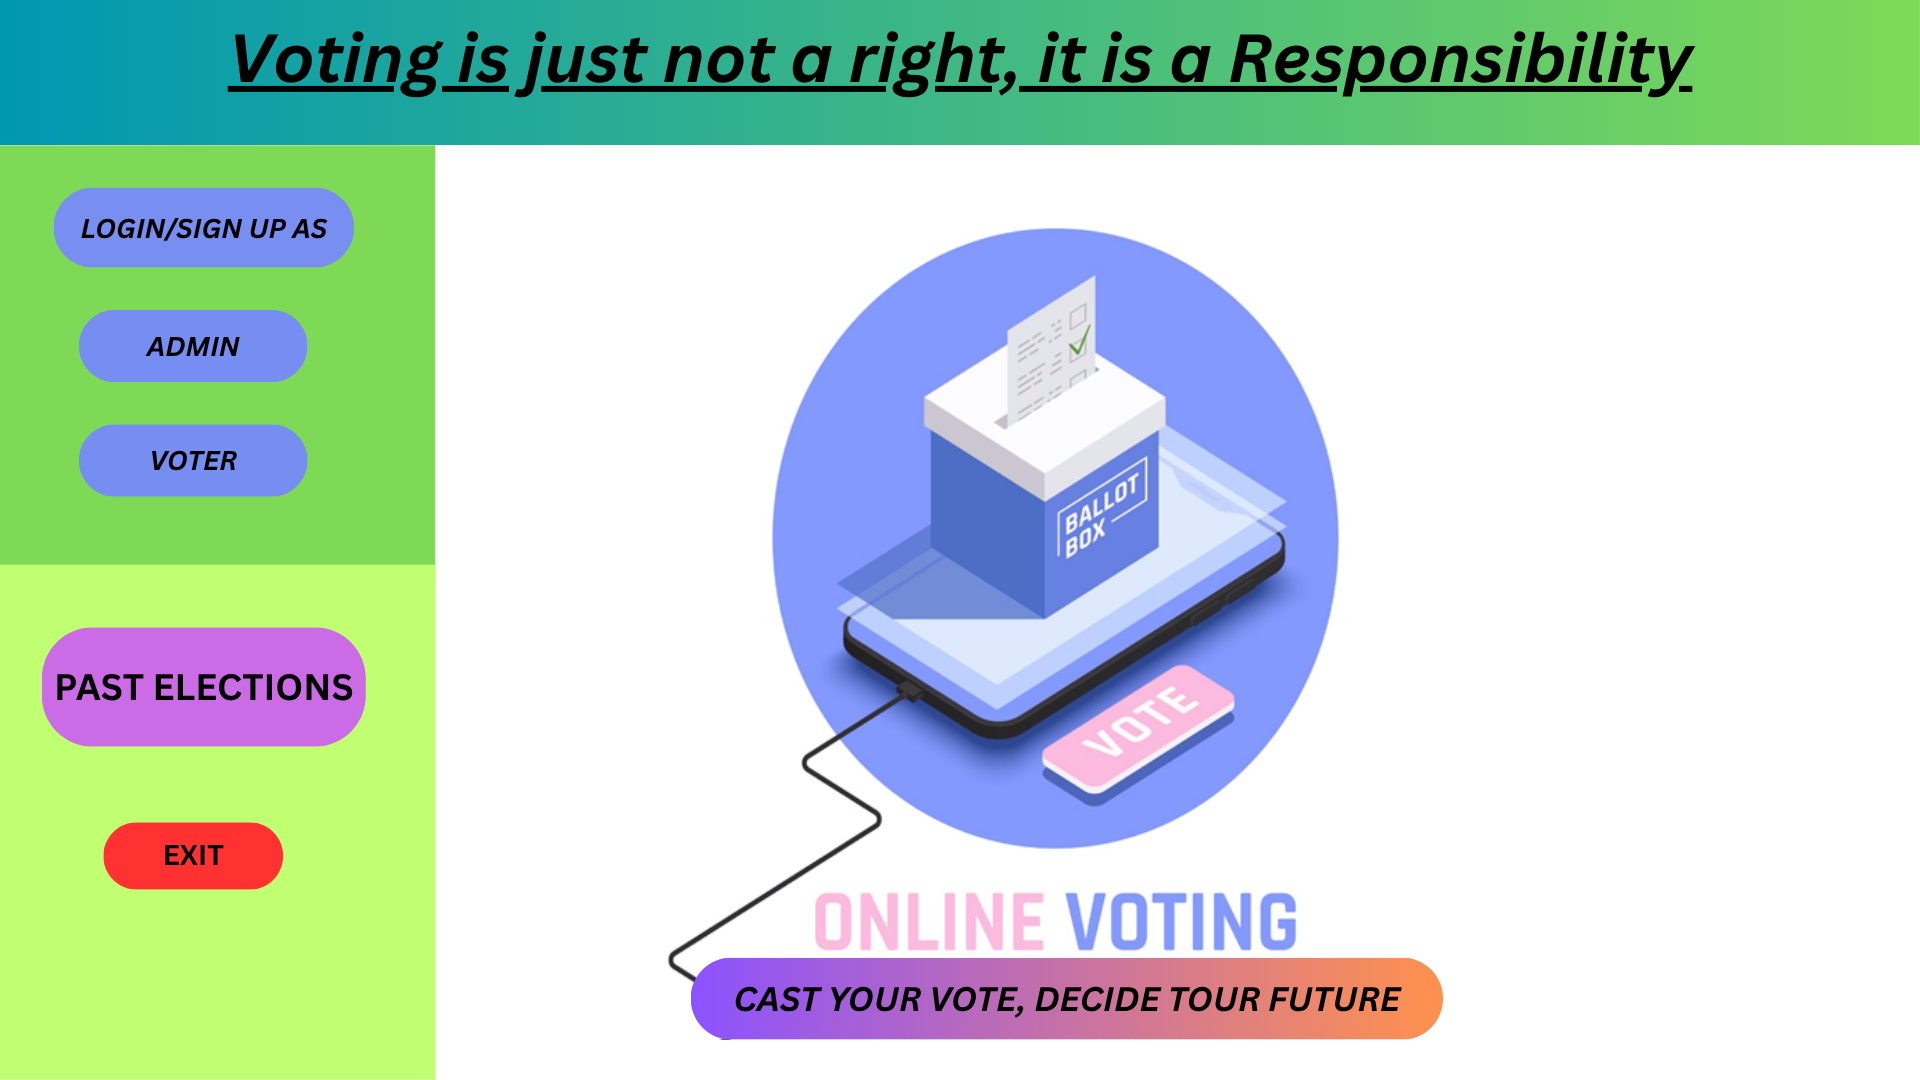 Voting is just not a right, it is a Responsibility
LOGIN/SIGN UP AS
ADMIN
VOTER
PAST ELECTIONS
EXIT
BALLOT
BOX
VOTE
ONLINE VOTING
CAST YOUR VOTE, DECIDE TOUR FUTURE